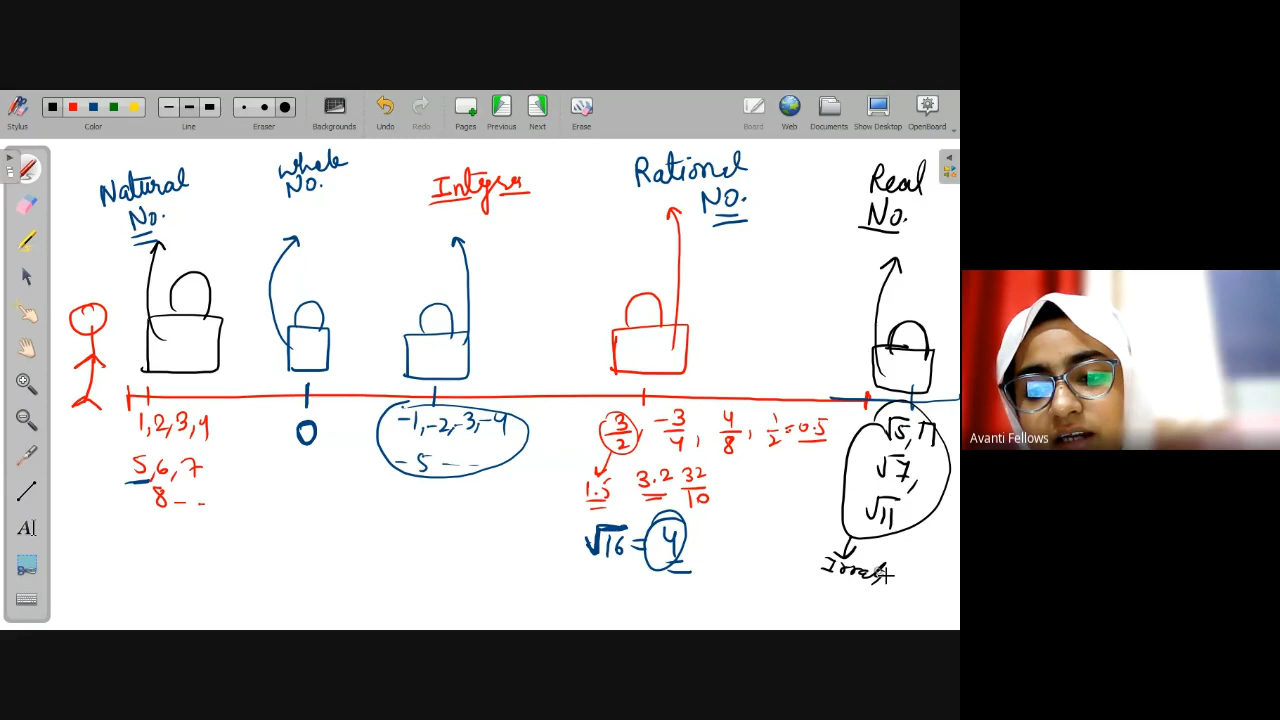 Stylus
Color
Line
Eraser
Backgrounds
Undo
Redo
Pages
Previous
Next
Erase
Board
Web
Documents
Show Desktop
OpenBoard
Natural
No.
whole
No.
Integers
Rational
No.
Real
No.
1, 2, 3, 4
5, 6, 7
8 - -
0
-1, -2, -3, -4
-5 - - -
3/2, -3/4, 4/8, 1/2 = 0.5
1.5 3.2 32/10
√16 = 4
√5, π
√7,
√11
Avanti Fellows